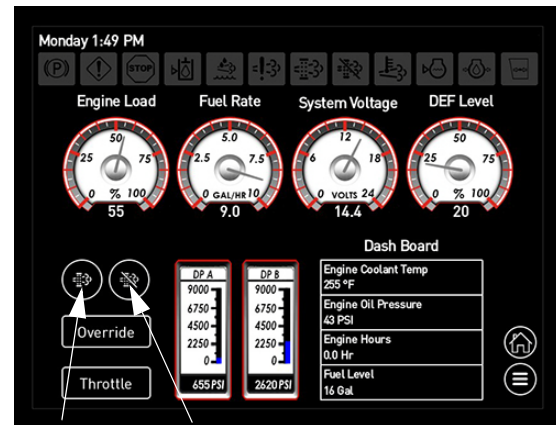 Monday 1:49 PM
(P) STOP
Engine Load Fuel Rate System Voltage DEF Level
50 5.0 12 50
25 75 2.5 7.5 6 18 25 75
0 % 100 0 GAL/HR 10 0 VOLTS 24 0 % 100
55 9.0 14.4 20
Dash Board
DP A DP B
9000 9000
6750 6750
4500 4500
2250 2250
0 0
655 PSI 2620 PSI
Engine Coolant Temp
255 °F
Engine Oil Pressure
43 PSI
Engine Hours
0.0 Hr
Fuel Level
16 Gal
Override
Throttle